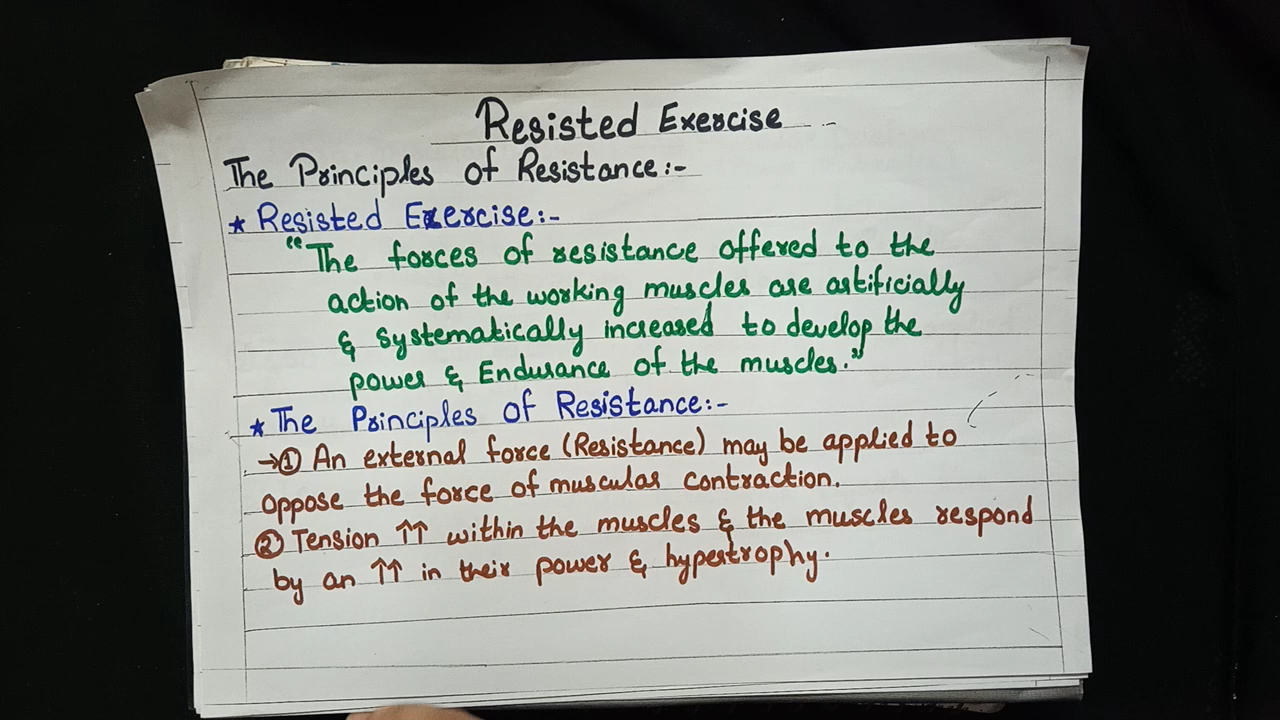 Resisted Exercise
The Principles of Resistance:-
* Resisted Exercise:-
"The forces of resistance offered to the
action of the working muscles are artificially
& systematically increased to develop the
power & Endurance of the muscles."
* The Principles of Resistance:-
→① An external force (Resistance) may be applied to
oppose the force of muscular contraction.
② Tension ↑↑ within the muscles & the muscles respond
by an ↑↑ in their power & hypertrophy.